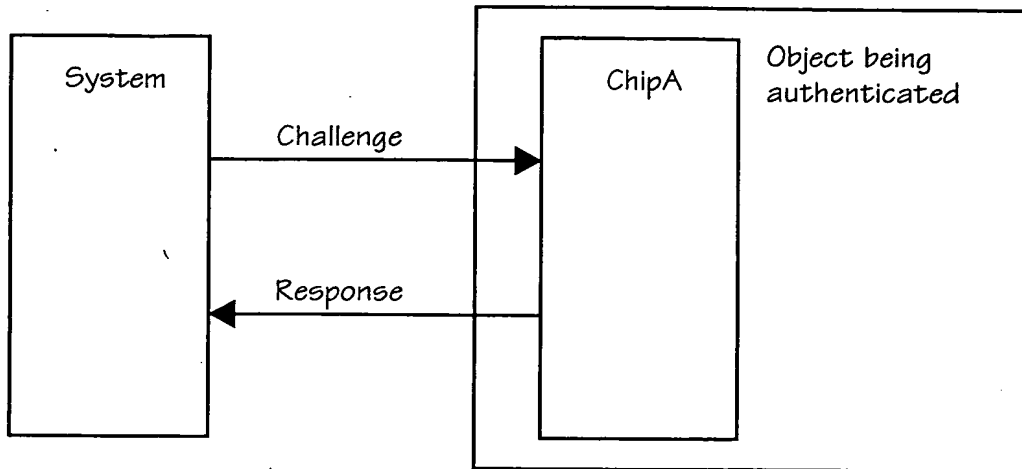 System
ChipA
Object being
authenticated
Challenge
Response